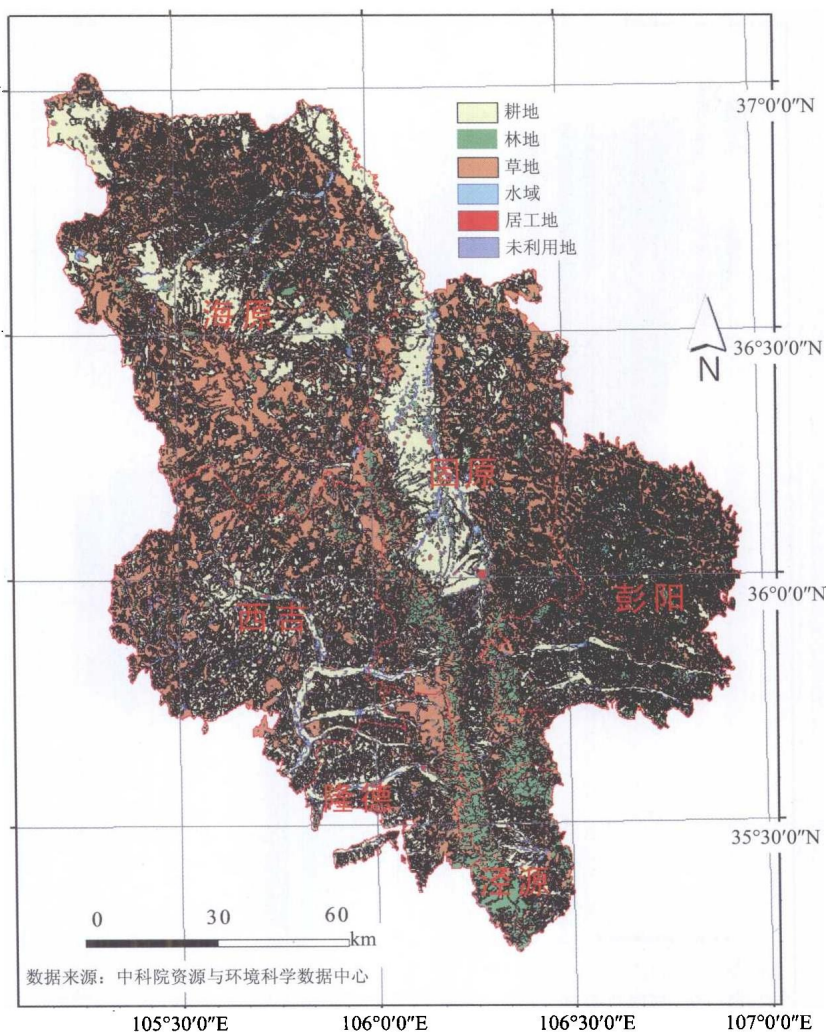 耕地
林地
草地
水域
居工地
未利用地
37°0′0″N
海原
36°30′0″N
N
固原
36°0′0″N
彭阳
西吉
隆德
35°30′0″N
泾源
0 30 60
km
数据来源：中科院资源与环境科学数据中心
105°30′0″E 106°0′0″E 106°30′0″E 107°0′0″E